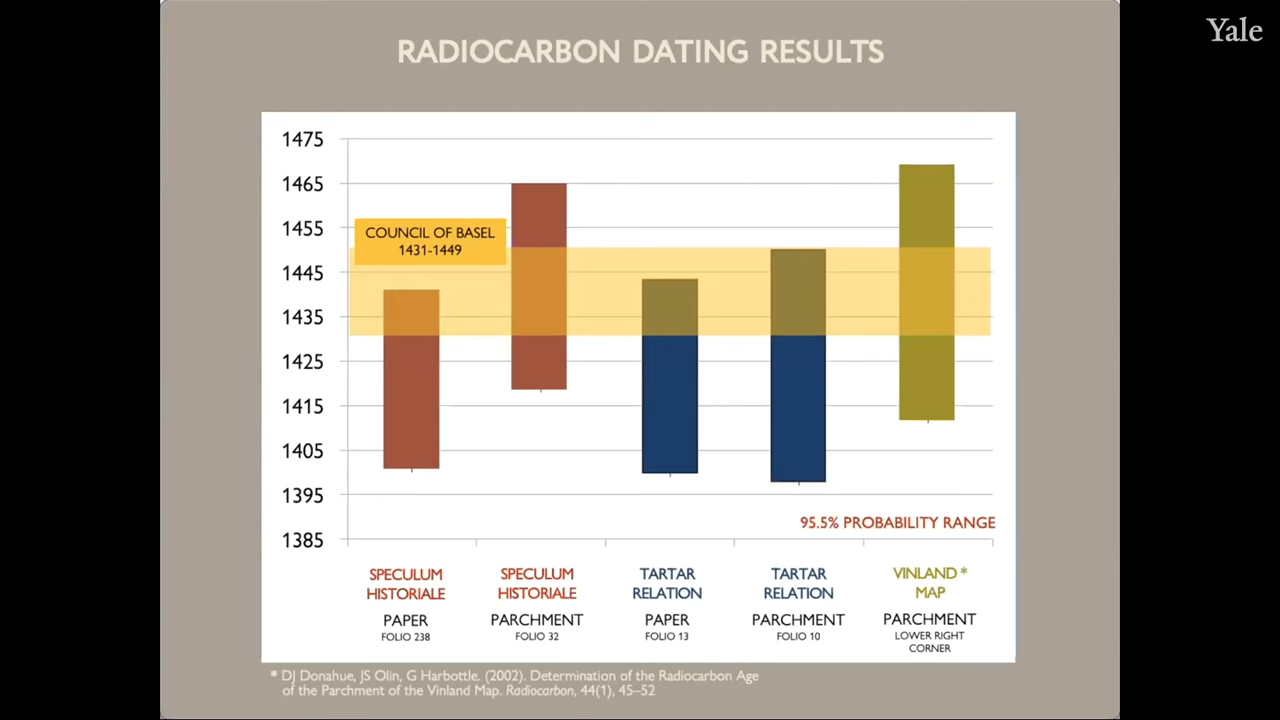 Yale
RADIOCARBON DATING RESULTS
1475
1465
1455
1445
1435
1425
1415
1405
1395
1385
COUNCIL OF BASEL
1431-1449
95.5% PROBABILITY RANGE
SPECULUM
HISTORIALE
PAPER
FOLIO 238
SPECULUM
HISTORIALE
PARCHMENT
FOLIO 32
TARTAR
RELATION
PAPER
FOLIO 13
TARTAR
RELATION
PARCHMENT
FOLIO 10
VINLAND *
MAP
PARCHMENT
LOWER RIGHT
CORNER
* DJ Donahue, JS Olin, G Harbottle. (2002). Determination of the Radiocarbon Age
of the Parchment of the Vinland Map. Radiocarbon, 44(1), 45–52